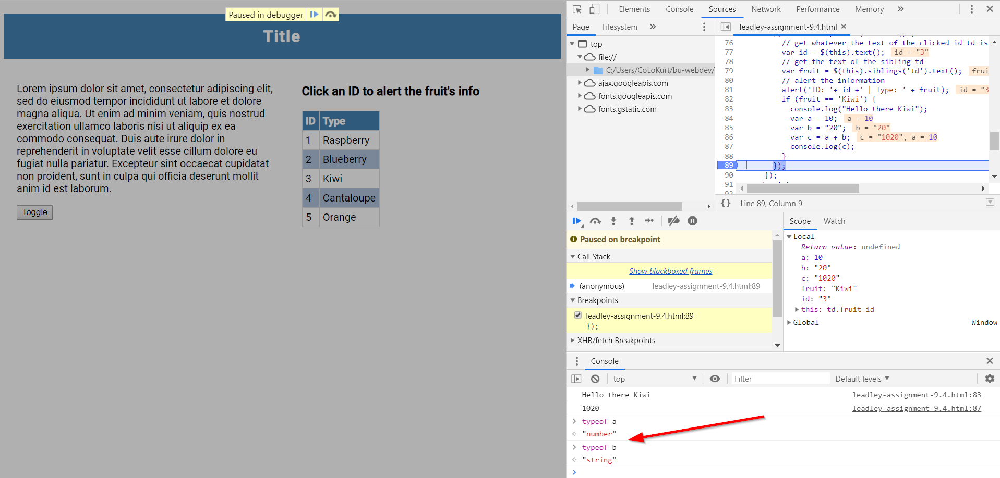 Paused in debugger
Title
Lorem ipsum dolor sit amet, consectetur adipiscing elit,
sed do eiusmod tempor incididunt ut labore et dolore
magna aliqua. Ut enim ad minim veniam, quis nostrud
exercitation ullamco laboris nisi ut aliquip ex ea
commodo consequat. Duis aute irure dolor in
reprehenderit in voluptate velit esse cillum dolore eu
fugiat nulla pariatur. Excepteur sint occaecat cupidatat
non proident, sunt in culpa qui officia deserunt mollit
anim id est laborum.
Toggle
Click an ID to alert the fruit's info
ID Type
1 Raspberry
2 Blueberry
3 Kiwi
4 Cantaloupe
5 Orange
Elements Console Sources Network Performance Memory »
Page Filesystem »
top
file://
C:/Users/CoLoKurt/bu-webdev/
ajax.googleapis.com
fonts.googleapis.com
fonts.gstatic.com
leadley-assignment-9.4.html ×
76 // get whatever the text of the clicked id td is
77 var id = $(this).text(); id = "3"
78 // get the text of the sibling td
79 var fruit = $(this).siblings('td').text(); frui
80 // alert the information
81 alert('ID: '+ id +' | Type: ' + fruit); id = "3
82 if (fruit == 'Kiwi') {
83 console.log("Hello there Kiwi");
84 var a = 10; a = 10
85 var b = "20"; b = "20"
86 var c = a + b; c = "1020", a = 10
87 console.log(c);
88 }
89 });
90 });
91
{} Line 89, Column 9
Paused on breakpoint
Call Stack
Show blackboxed frames
(anonymous) leadley-assignment-9.4.html:89
Breakpoints
leadley-assignment-9.4.html:89
});
XHR/fetch Breakpoints
Scope Watch
Local
Return value: undefined
a: 10
b: "20"
c: "1020"
fruit: "Kiwi"
id: "3"
this: td.fruit-id
Global Window
Console
top Filter Default levels
Hello there Kiwi leadley-assignment-9.4.html:83
1020 leadley-assignment-9.4.html:87
> typeof a
"number"
> typeof b
"string"
>